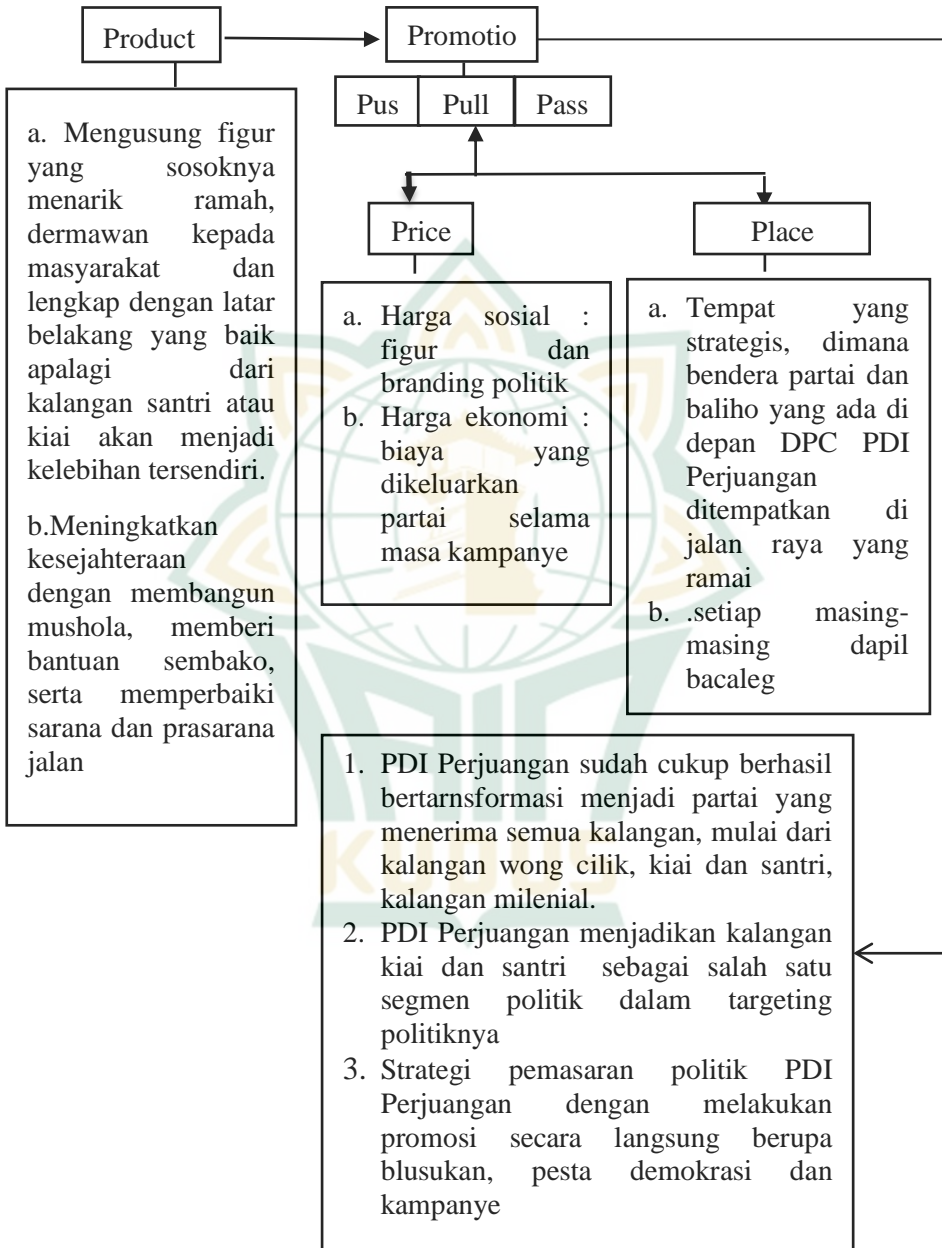 Product
Promotio
Pus
Pull
Pass
a. Mengusung figur
yang sosoknya
menarik ramah,
dermawan kepada
masyarakat dan
lengkap dengan latar
belakang yang baik
apalagi dari
kalangan santri atau
kiai akan menjadi
kelebihan tersendiri.
b.Meningkatkan
kesejahteraan
dengan membangun
mushola, memberi
bantuan sembako,
serta memperbaiki
sarana dan prasarana
jalan
Price
a. Harga sosial :
figur dan
branding politik
b. Harga ekonomi :
biaya yang
dikeluarkan
partai selama
masa kampanye
Place
a. Tempat yang
strategis, dimana
bendera partai dan
baliho yang ada di
depan DPC PDI
Perjuangan
ditempatkan di
jalan raya yang
ramai
b. .setiap masing-
masing dapil
bacaleg
1. PDI Perjuangan sudah cukup berhasil
bertarnsformasi menjadi partai yang
menerima semua kalangan, mulai dari
kalangan wong cilik, kiai dan santri,
kalangan milenial.
2. PDI Perjuangan menjadikan kalangan
kiai dan santri sebagai salah satu
segmen politik dalam targeting
politiknya
3. Strategi pemasaran politik PDI
Perjuangan dengan melakukan
promosi secara langsung berupa
blusukan, pesta demokrasi dan
kampanye
KUDUS